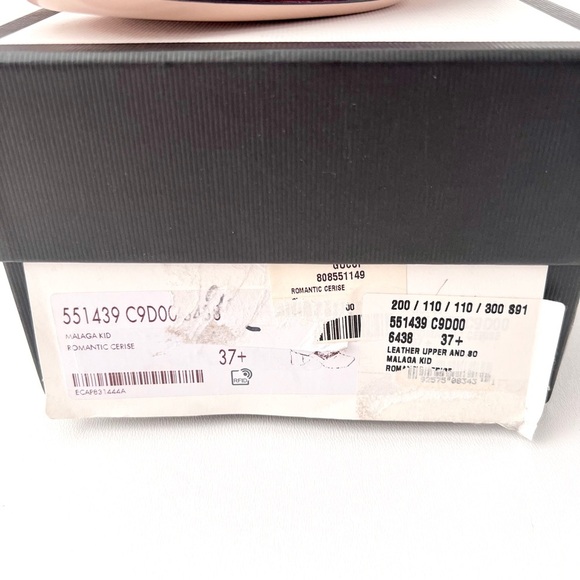 GUCCI
808551149
ROMANTIC CERISE
551439 C9D00
MALAGA KID
ROMANTIC CERISE
37+
RFID
ECAP831444A
200 / 110 / 110 / 300 S91
551439 C9D00
6438 37+
LEATHER UPPER AND SO
MALAGA KID